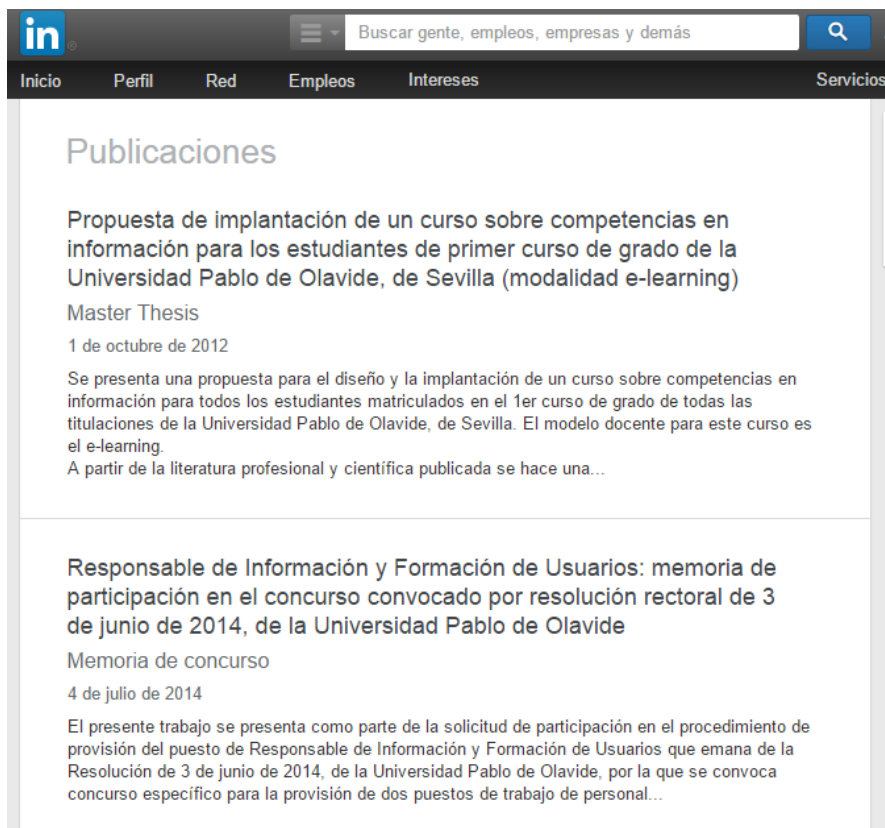 in®
Buscar gente, empleos, empresas y demás
Inicio Perfil Red Empleos Intereses Servicios
Publicaciones
Propuesta de implantación de un curso sobre competencias en
información para los estudiantes de primer curso de grado de la
Universidad Pablo de Olavide, de Sevilla (modalidad e-learning)
Master Thesis
1 de octubre de 2012
Se presenta una propuesta para el diseño y la implantación de un curso sobre competencias en
información para todos los estudiantes matriculados en el 1er curso de grado de todas las
titulaciones de la Universidad Pablo de Olavide, de Sevilla. El modelo docente para este curso es
el e-learning.
A partir de la literatura profesional y científica publicada se hace una...
Responsable de Información y Formación de Usuarios: memoria de
participación en el concurso convocado por resolución rectoral de 3
de junio de 2014, de la Universidad Pablo de Olavide
Memoria de concurso
4 de julio de 2014
El presente trabajo se presenta como parte de la solicitud de participación en el procedimiento de
provisión del puesto de Responsable de Información y Formación de Usuarios que emana de la
Resolución de 3 de junio de 2014, de la Universidad Pablo de Olavide, por la que se convoca
concurso específico para la provisión de dos puestos de trabajo de personal...